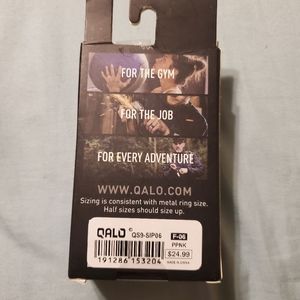 FOR THE GYM
FOR THE JOB
FOR EVERY ADVENTURE
WWW.QALO.COM
Sizing is consistent with metal ring size.
Half sizes should size up.
QALO © QS9-SIP06 F-06
PPNK
191286 153204 $24.99
MADE IN CHINA